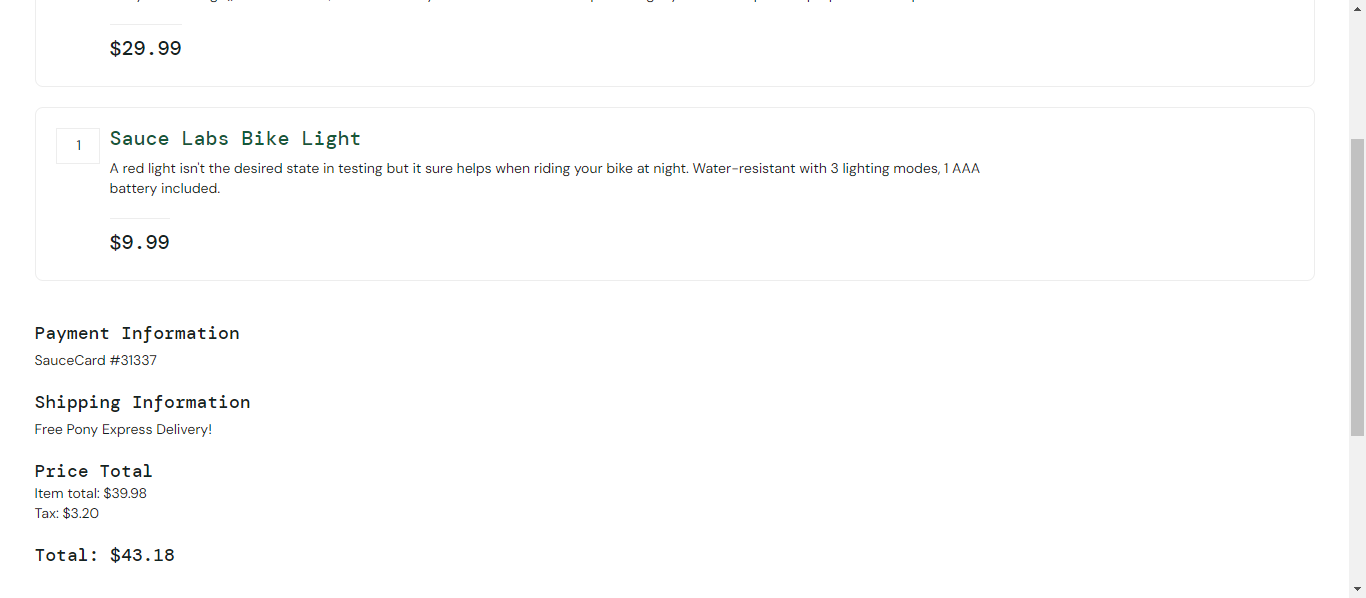 $29.99
1
Sauce Labs Bike Light
A red light isn't the desired state in testing but it sure helps when riding your bike at night. Water-resistant with 3 lighting modes, 1 AAA
battery included.
$9.99
Payment Information
SauceCard #31337
Shipping Information
Free Pony Express Delivery!
Price Total
Item total: $39.98
Tax: $3.20
Total: $43.18